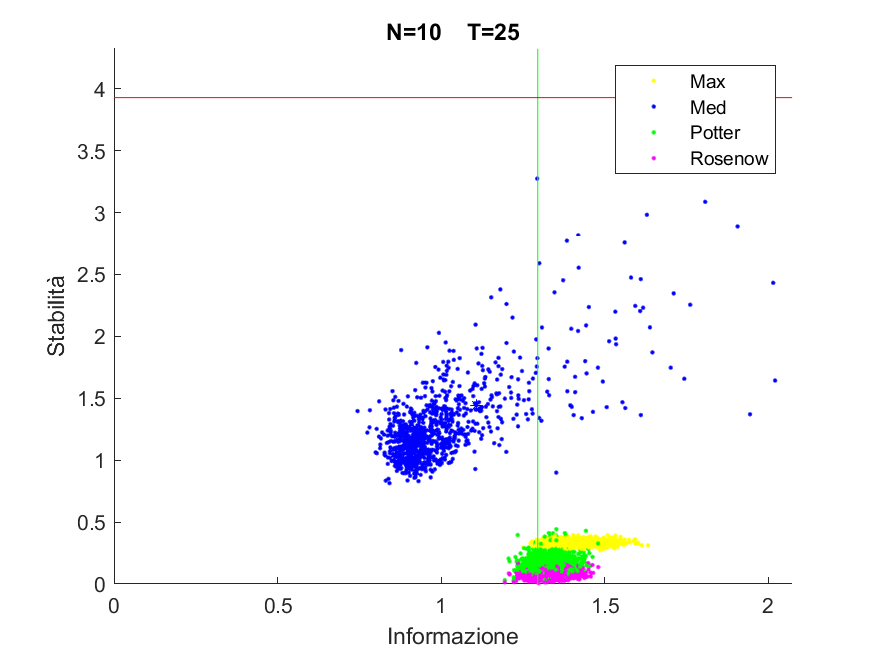 N=10 T=25
Max
Med
Potter
Rosenow
4
3.5
3
2.5
2
1.5
1
0.5
0
Stabilità
0 0.5 1 1.5 2
Informazione